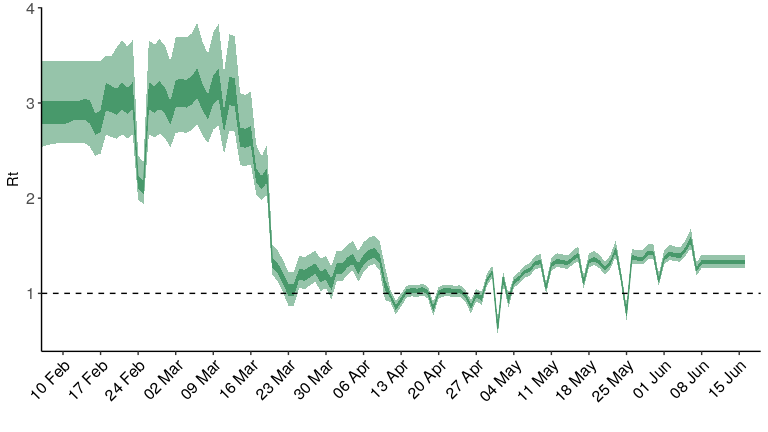 4
3
2
1
Rt
10 Feb
17 Feb
24 Feb
02 Mar
09 Mar
16 Mar
23 Mar
30 Mar
06 Apr
13 Apr
20 Apr
27 Apr
04 May
11 May
18 May
25 May
01 Jun
08 Jun
15 Jun